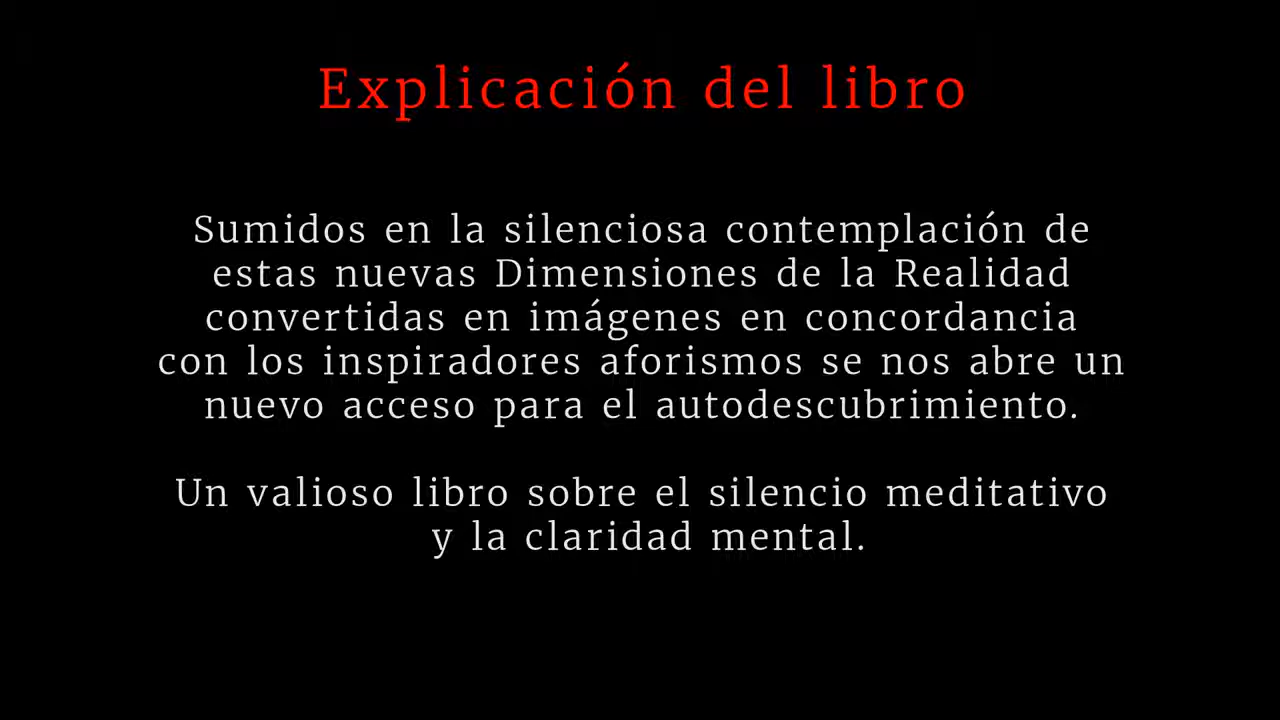 Explicación del libro
Sumidos en la silenciosa contemplación de
estas nuevas Dimensiones de la Realidad
convertidas en imágenes en concordancia
con los inspiradores aforismos se nos abre un
nuevo acceso para el autodescubrimiento.
Un valioso libro sobre el silencio meditativo
y la claridad mental.